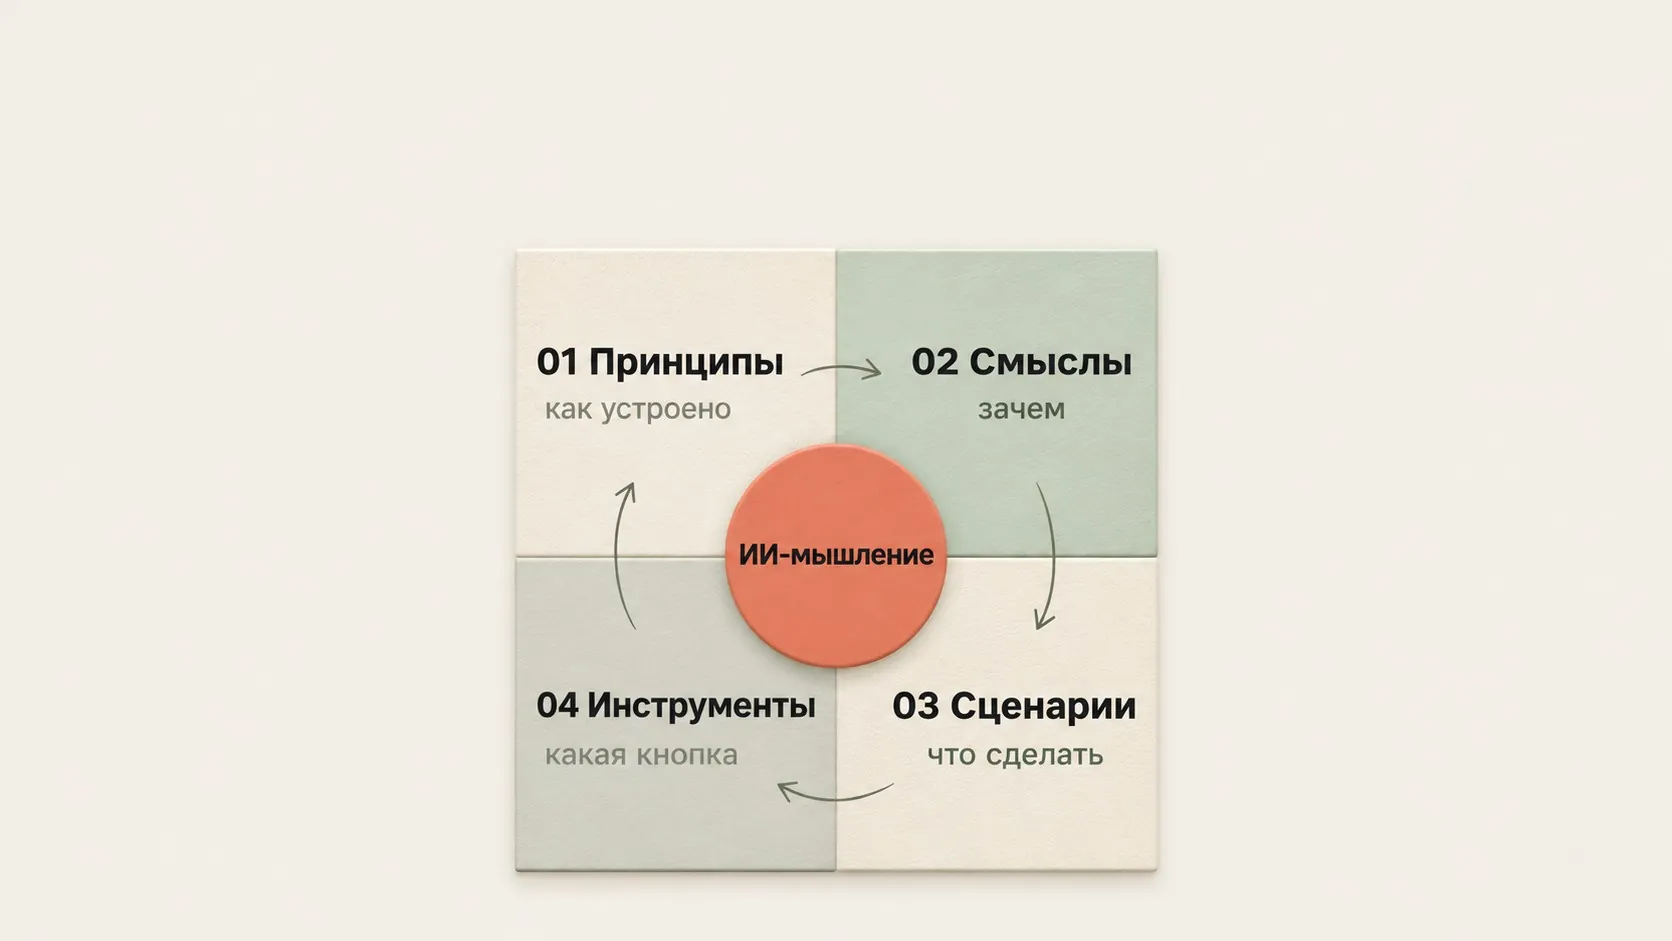 01 Принципы
как устроено
02 Смыслы
зачем
ИИ-мышление
04 Инструменты
какая кнопка
03 Сценарии
что сделать